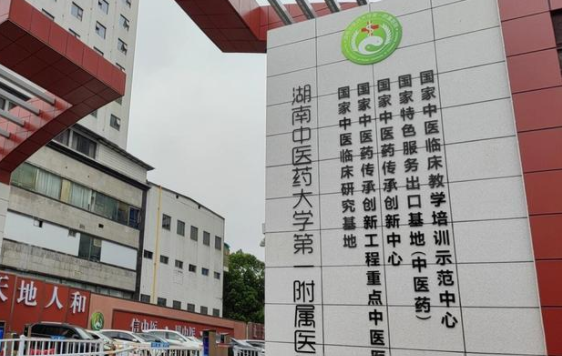 湖南中医药大学第一附属医
国家中医临床研究基地
国家中医药传承创新工程重点中医医
国家中医药传承创新中心
国家特色服务出口基地(中医药)
国家中医临床教学培训示范中心
天地人和
信中医